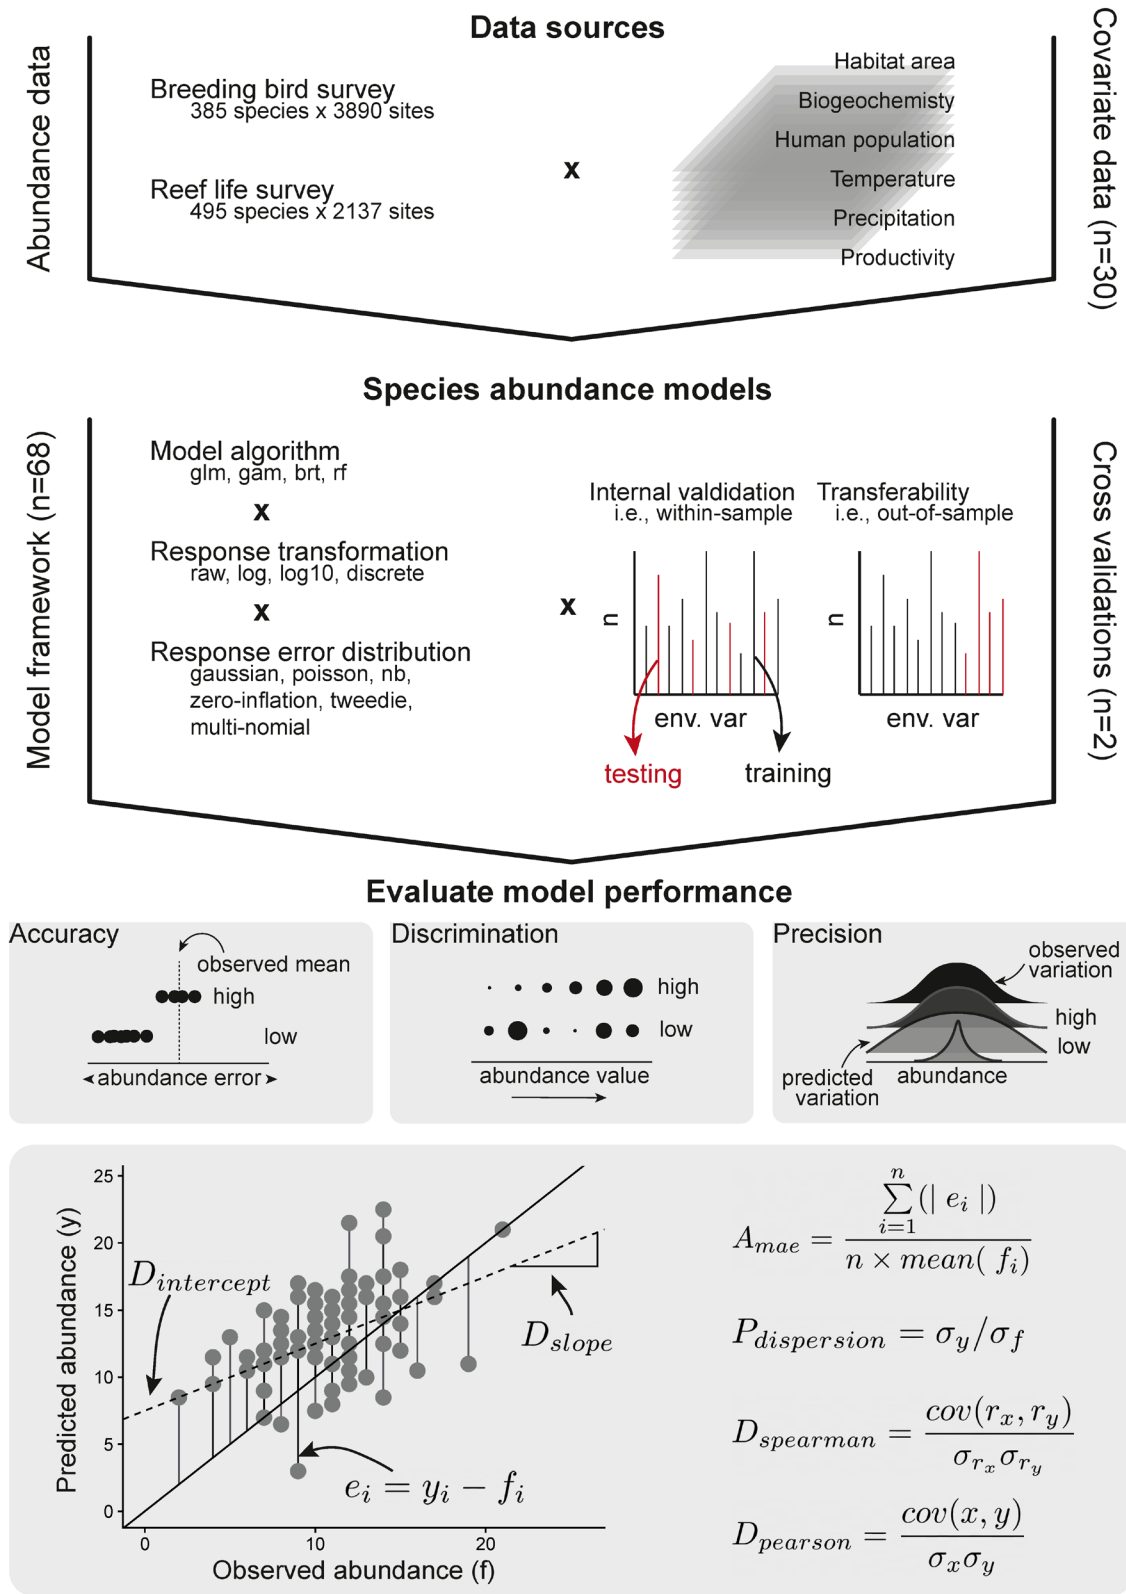 Data sources
Abundance data
Breeding bird survey
385 species x 3890 sites
Reef life survey
495 species x 2137 sites
x
Habitat area
Biogeochemisty
Human population
Temperature
Precipitation
Productivity
Covariate data (n=30)
Species abundance models
Model framework (n=68)
Model algorithm
glm, gam, brt, rf
x
Response transformation
raw, log, log10, discrete
x
Response error distribution
gaussian, poisson, nb,
zero-inflation, tweedie,
multi-nomial
x
Internal valdidation
i.e., within-sample
n
env. var
testing
training
Transferability
i.e., out-of-sample
n
env. var
Cross validations (n=2)
Evaluate model performance
Accuracy
observed mean
high
low
abundance error
Discrimination
high
low
abundance value
Precision
observed
variation
high
low
predicted
variation
abundance
Predicted abundance (y)
25
20
15
10
5
0
0
10
20
Observed abundance (f)
D_intercept
D_slope
e_i = y_i − f_i
A_mae = ∑_{i=1}^{n}(| e_i |) / n × mean( f_i)
P_dispersion = σ_y/σ_f
D_spearman = cov(r_x, r_y) / σ_{r_x} σ_{r_y}
D_pearson = cov(x, y) / σ_x σ_y